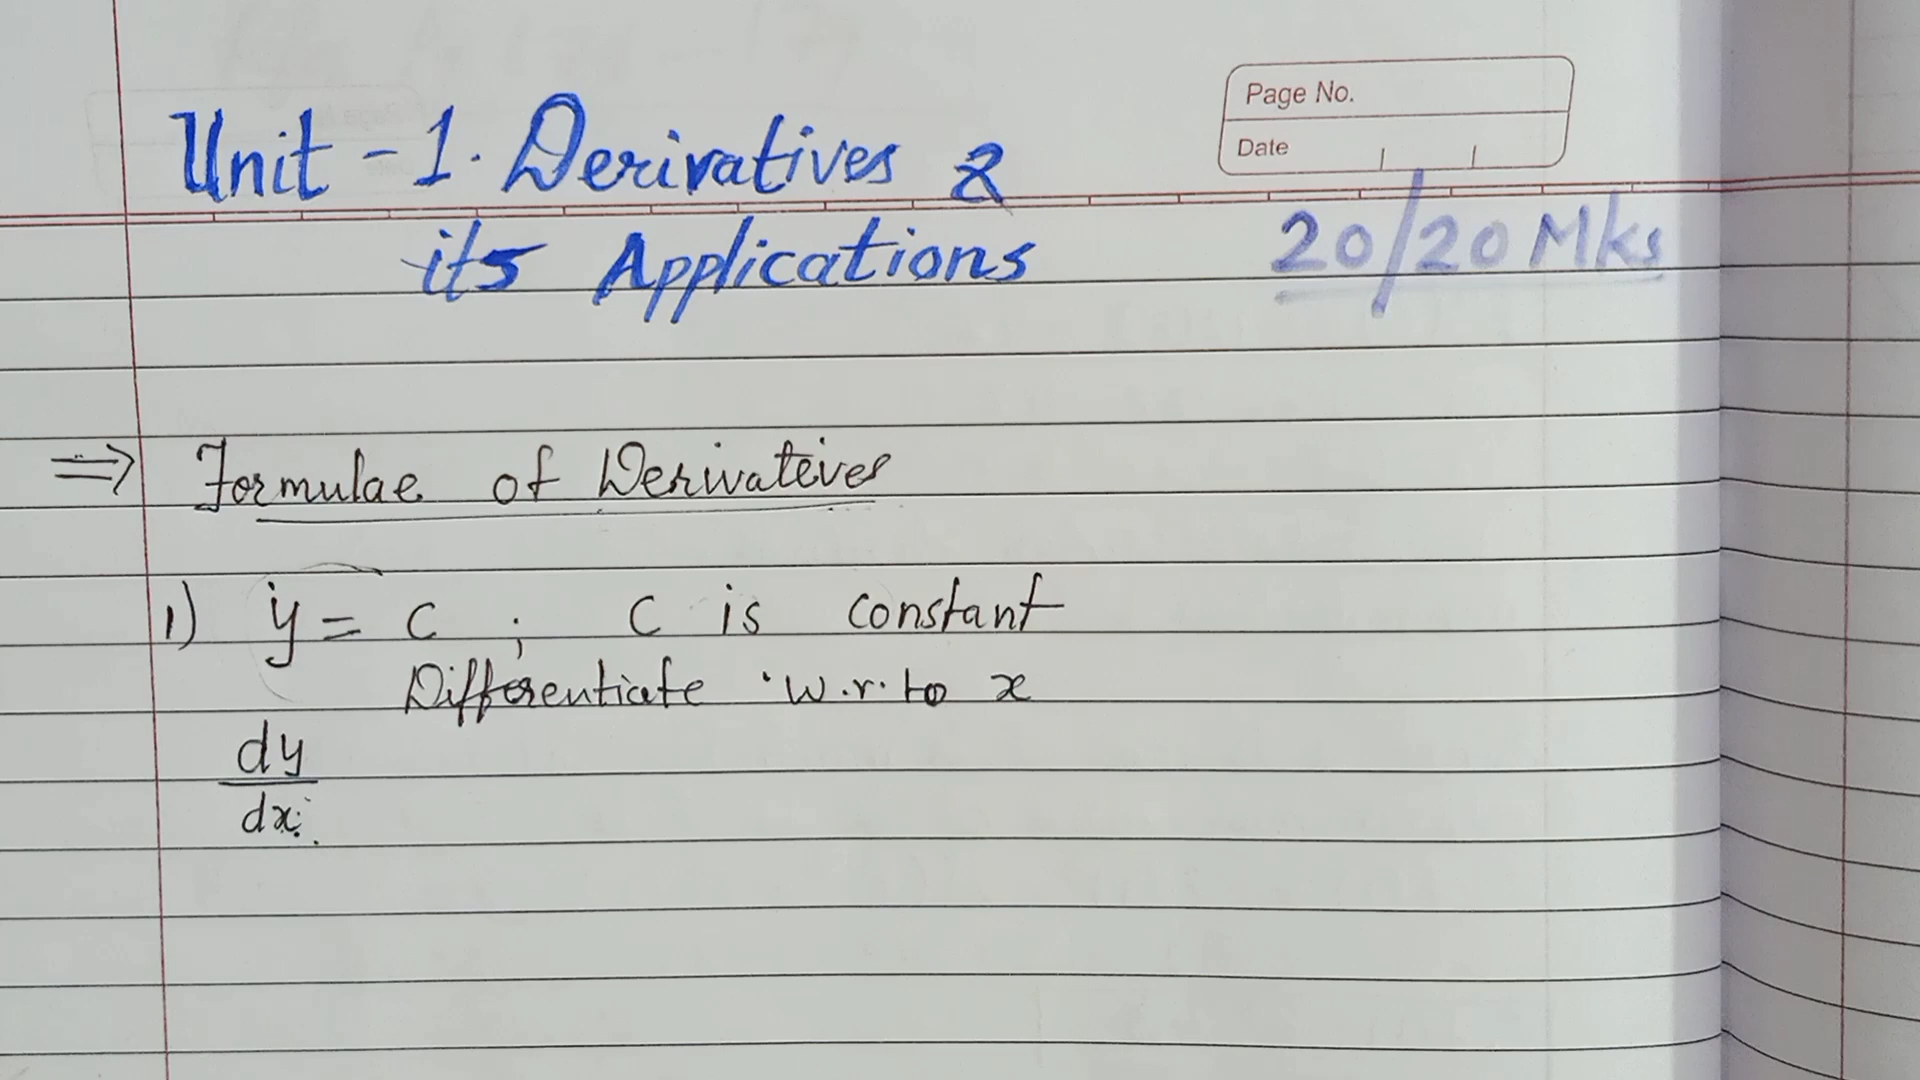 Page No.
Date
Unit - 1. Derivatives &
its Applications
20/20 Mks
⇒ Formulae of Derivatives
1) y = c ; c is constant
Differentiate w.r. to x
dy
dx